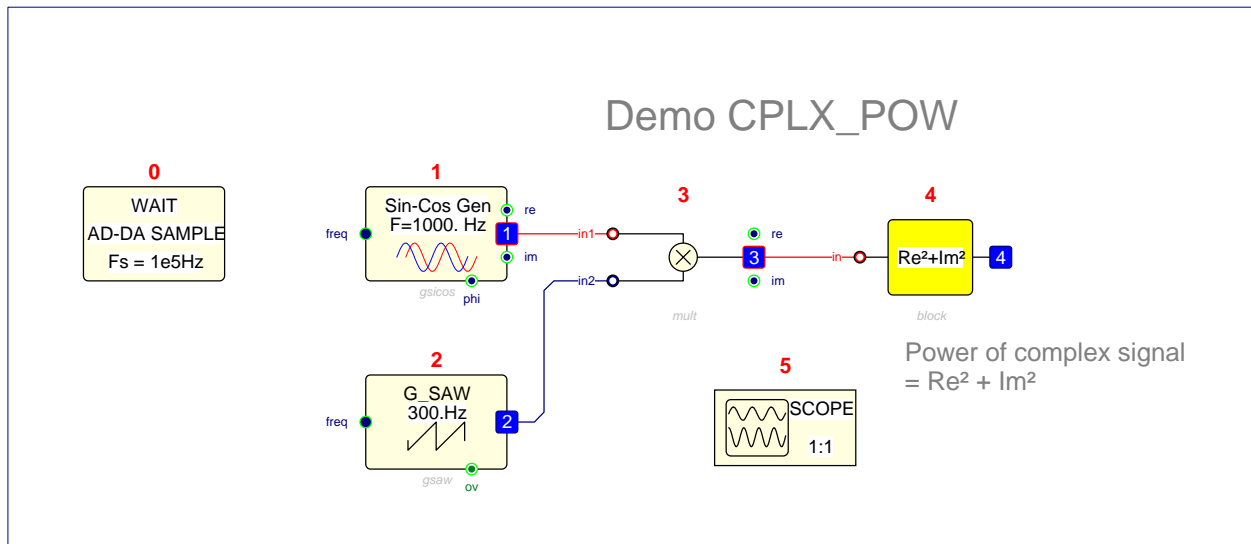 Demo CPLX_POW
0
WAIT
AD-DA SAMPLE
Fs = 1e5Hz
1
Sin-Cos Gen
F=1000. Hz
freq
re
1
im
phi
gsicos
in1
in2
3
mult
re
3
im
in
4
Re²+Im²
4
block
Power of complex signal
= Re² + Im²
2
G_SAW
300.Hz
freq
2
ov
gsaw
5
SCOPE
1:1